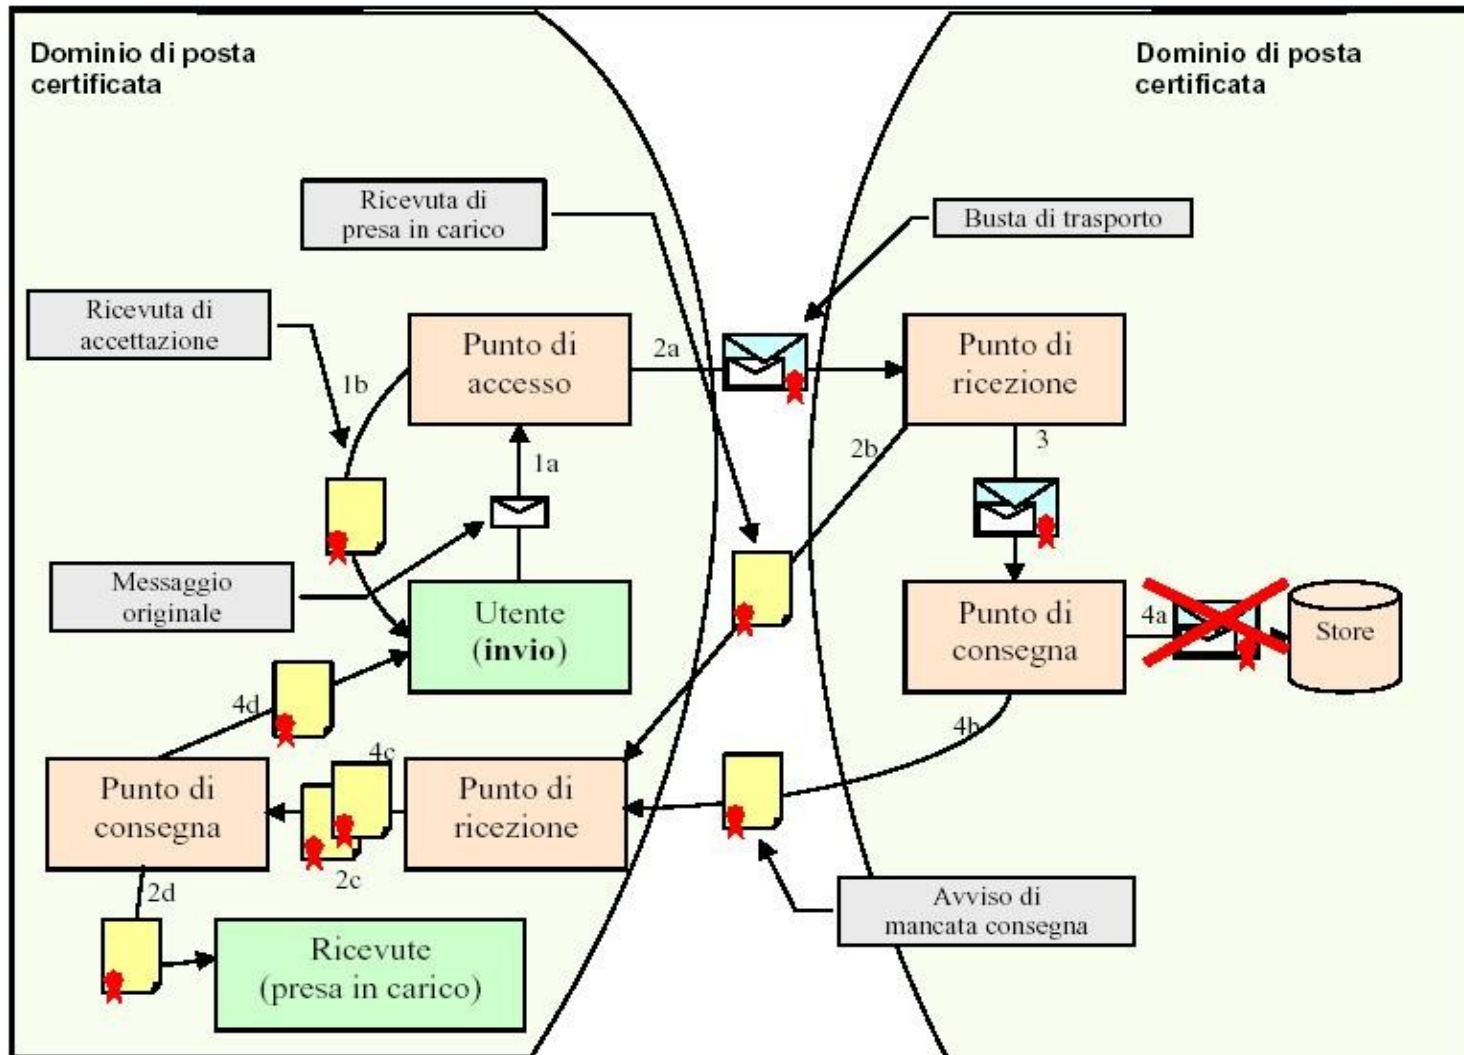 Dominio di posta
certificata
Dominio di posta
certificata
Ricevuta di
presa in carico
Busta di trasporto
Ricevuta di
accettazione
Punto di
accesso
2a
Punto di
ricezione
1b
1a
2b
3
Messaggio
originale
Utente
(invio)
Punto di
consegna
4a
Store
4d
4b
4c
Punto di
consegna
Punto di
ricezione
2c
2d
Avviso di
mancata consegna
Ricevute
(presa in carico)